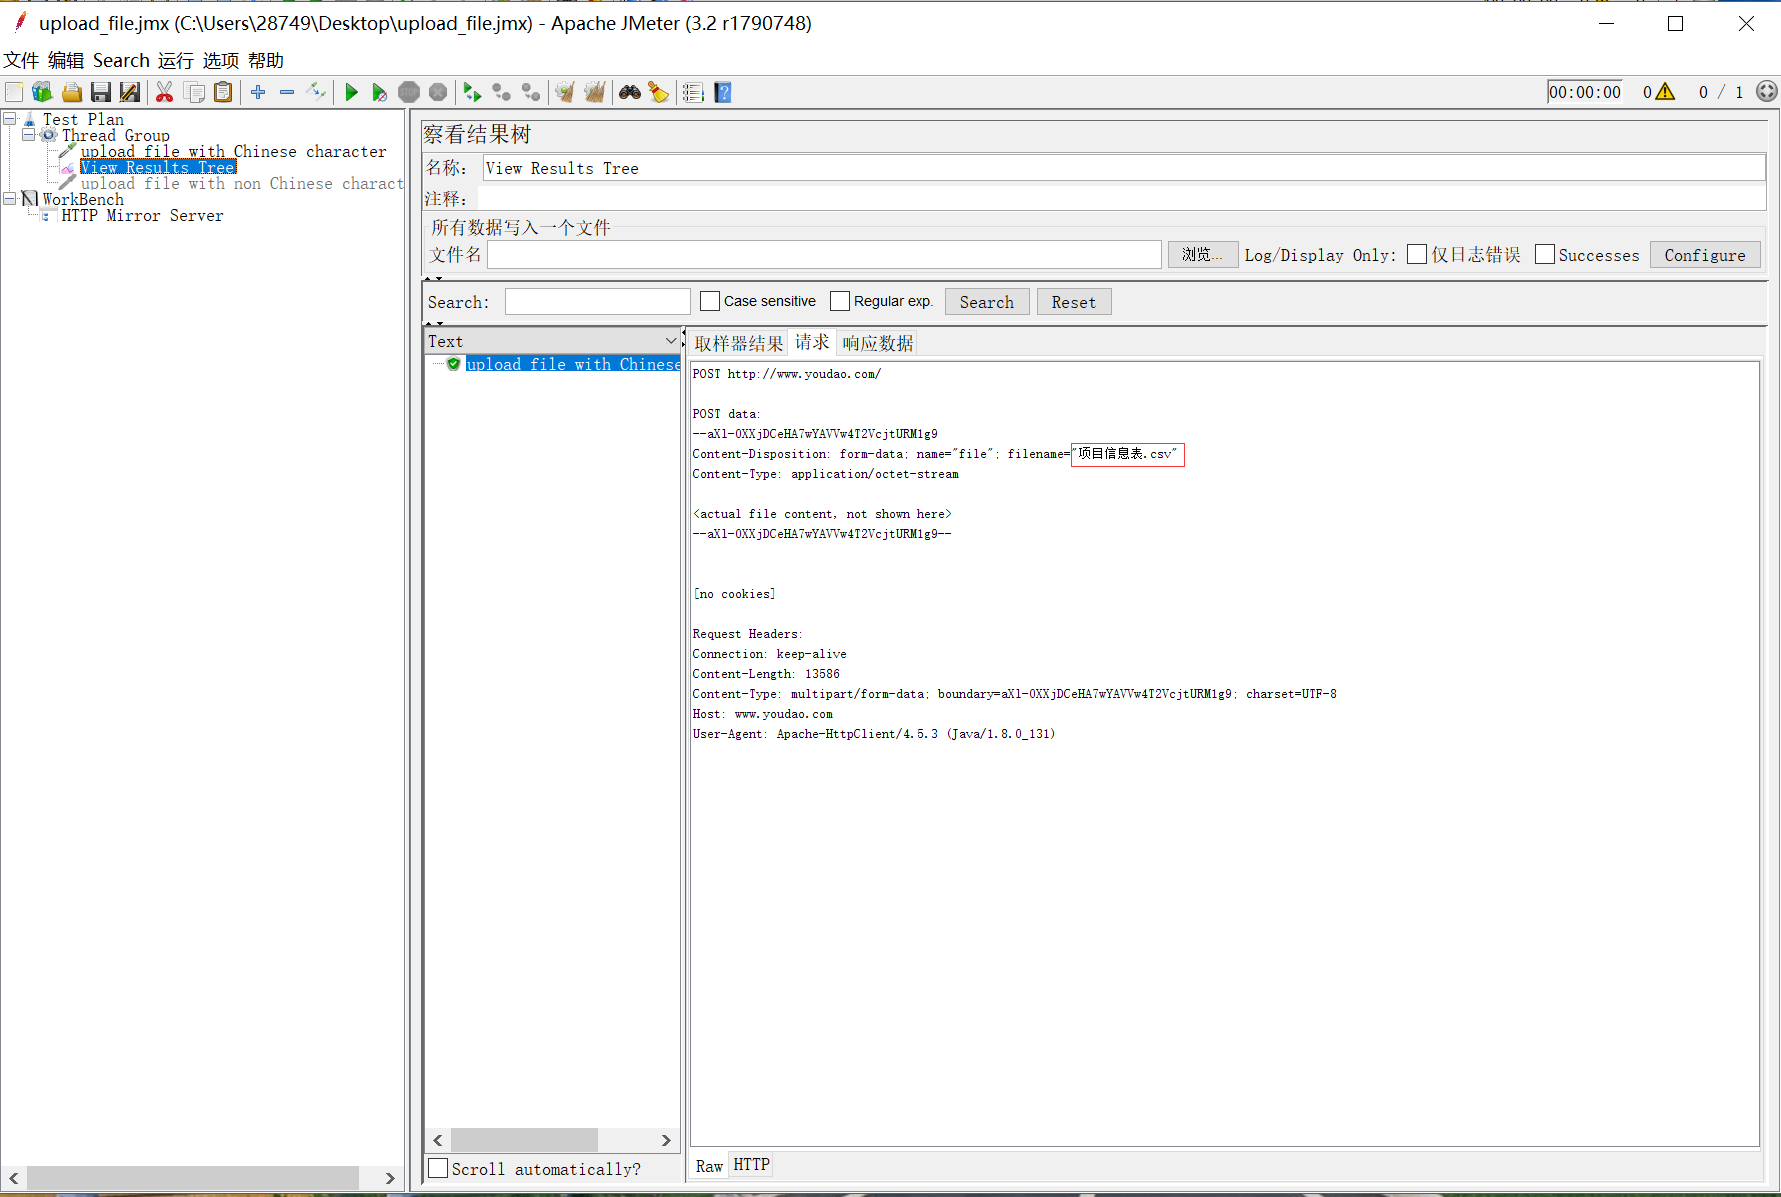 upload_file.jmx (C:\Users\28749\Desktop\upload_file.jmx) - Apache JMeter (3.2 r1790748)
文件 编辑 Search 运行 选项 帮助
00:00:00 0 0 / 1
Test Plan
Thread Group
upload file with Chinese character
View Results Tree
upload file with non Chinese charact
WorkBench
HTTP Mirror Server
察看结果树
名称: View Results Tree
注释:
所有数据写入一个文件
文件名 浏览... Log/Display Only: 仅日志错误 Successes Configure
Search: Case sensitive Regular exp. Search Reset
Text
upload file with Chinese
取样器结果 请求 响应数据
POST http://www.youdao.com/
POST data:
--aXl-0XXjDCeHA7wYAVVw4T2VcjtURM1g9
Content-Disposition: form-data; name="file"; filename="项目信息表.csv"
Content-Type: application/octet-stream
<actual file content, not shown here>
--aXl-0XXjDCeHA7wYAVVw4T2VcjtURM1g9--
[no cookies]
Request Headers:
Connection: keep-alive
Content-Length: 13586
Content-Type: multipart/form-data; boundary=aXl-0XXjDCeHA7wYAVVw4T2VcjtURM1g9; charset=UTF-8
Host: www.youdao.com
User-Agent: Apache-HttpClient/4.5.3 (Java/1.8.0_131)
Scroll automatically?
Raw HTTP